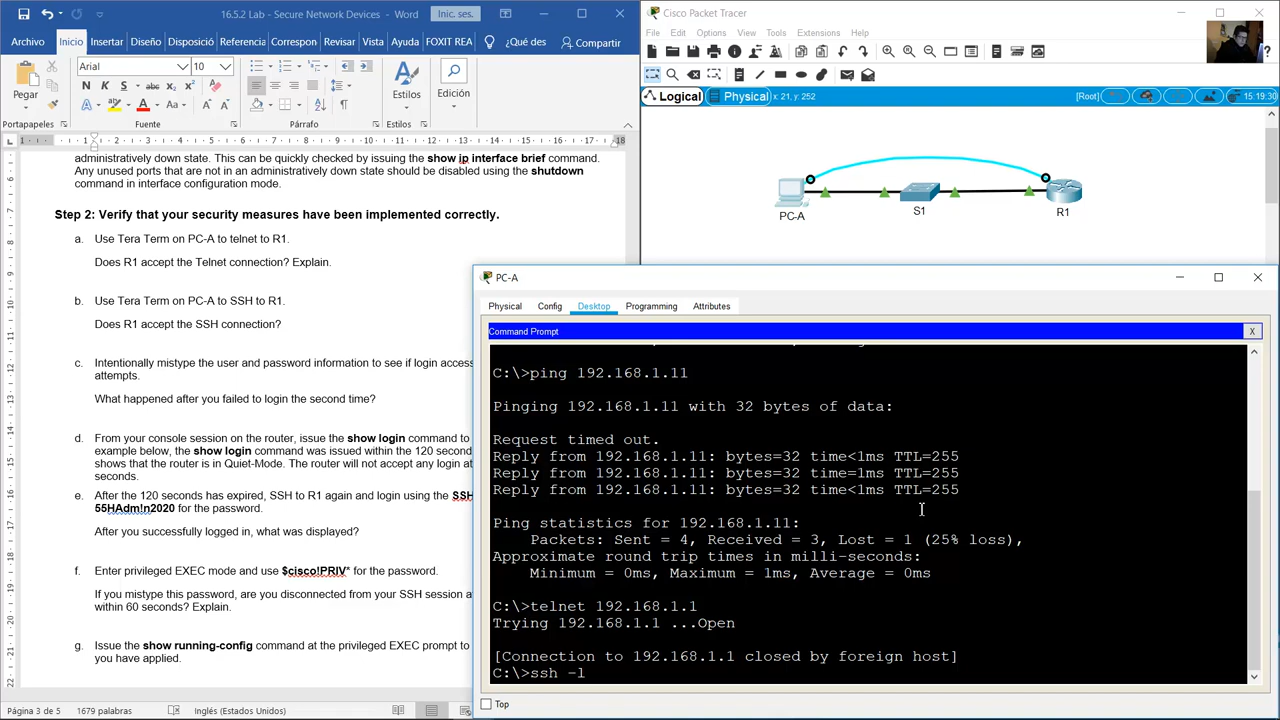 16.5.2 Lab - Secure Network Devices - Word
Inic. ses.
Archivo Inicio Insertar Diseño Disposició Referencia Correspon Revisar Vista Ayuda FOXIT REA ¿Qué des Compartir
Pegar
Arial 10
N K S abc x₂ x²
Estilos
Edición
Portapapeles Fuente Párrafo Estilos
administratively down state. This can be quickly checked by issuing the show ip interface brief command.
Any unused ports that are not in an administratively down state should be disabled using the shutdown
command in interface configuration mode.
Step 2: Verify that your security measures have been implemented correctly.
a. Use Tera Term on PC-A to telnet to R1.
Does R1 accept the Telnet connection? Explain.
b. Use Tera Term on PC-A to SSH to R1.
Does R1 accept the SSH connection?
c. Intentionally mistype the user and password information to see if login access
attempts.
What happened after you failed to login the second time?
d. From your console session on the router, issue the show login command to
example below, the show login command was issued within the 120 second
shows that the router is in Quiet-Mode. The router will not accept any login at
seconds.
e. After the 120 seconds has expired, SSH to R1 again and login using the SSH
55HAdm!n2020 for the password.
After you successfully logged in, what was displayed?
f. Enter privileged EXEC mode and use $cisco!PRIV* for the password.
If you mistype this password, are you disconnected from your SSH session a
within 60 seconds? Explain.
g. Issue the show running-config command at the privileged EXEC prompt to
you have applied.
Página 3 de 5 1679 palabras Inglés (Estados Unidos)
Cisco Packet Tracer
File Edit Options View Tools Extensions Help
Logical Physical x: 21, y: 252
[Root] 15:19:30
PC-A
S1
R1
PC-A
Physical Config Desktop Programming Attributes
Command Prompt X
C:\>ping 192.168.1.11
Pinging 192.168.1.11 with 32 bytes of data:
Request timed out.
Reply from 192.168.1.11: bytes=32 time<1ms TTL=255
Reply from 192.168.1.11: bytes=32 time=1ms TTL=255
Reply from 192.168.1.11: bytes=32 time<1ms TTL=255
Ping statistics for 192.168.1.11:
Packets: Sent = 4, Received = 3, Lost = 1 (25% loss),
Approximate round trip times in milli-seconds:
Minimum = 0ms, Maximum = 1ms, Average = 0ms
C:\>telnet 192.168.1.1
Trying 192.168.1.1 ...Open
[Connection to 192.168.1.1 closed by foreign host]
C:\>ssh -l
Top